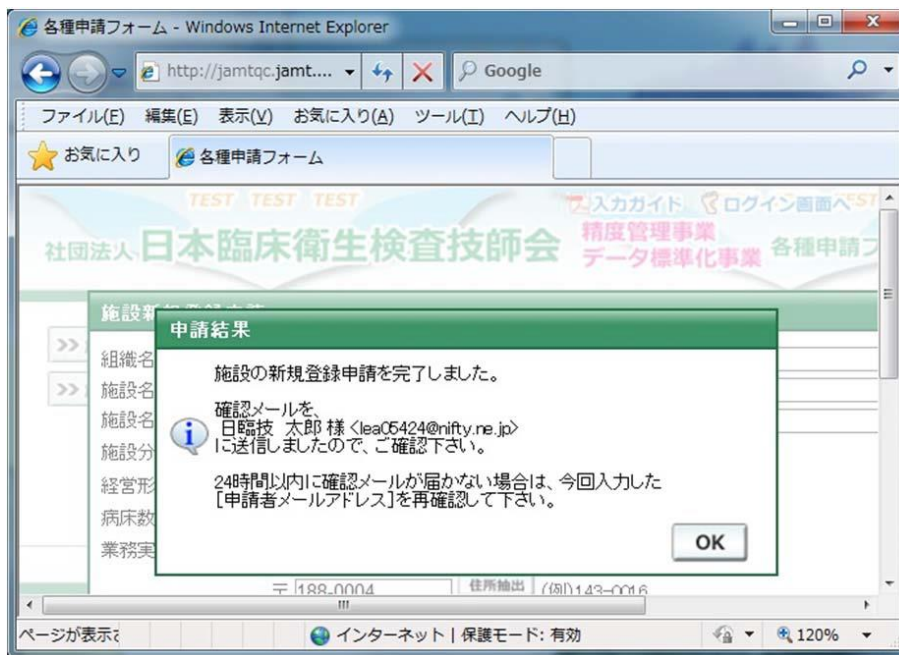 各種申請フォーム - Windows Internet Explorer
http://jamtqc.jamt....
Google
ファイル(F) 編集(E) 表示(V) お気に入り(A) ツール(T) ヘルプ(H)
お気に入り
各種申請フォーム
TEST TEST TEST
入力ガイド ログイン画面へ
社団法人 日本臨床衛生検査技師会 精度管理事業
データ標準化事業 各種申請フ
施設新
申請結果
組織名
施設名
施設名
施設分
経営形
病床数
業務実
施設の新規登録申請を完了しました。
確認メールを、
日臨技 太郎 様 <lea05424@nifty.ne.jp>
に送信しましたので、ご確認下さい。
24時間以内に確認メールが届かない場合は、今回入力した
[申請者メールアドレス]を再確認して下さい。
OK
〒 188-0004 住所抽出 (例)143-0016
ページが表示さ
インターネット | 保護モード: 有効
120%